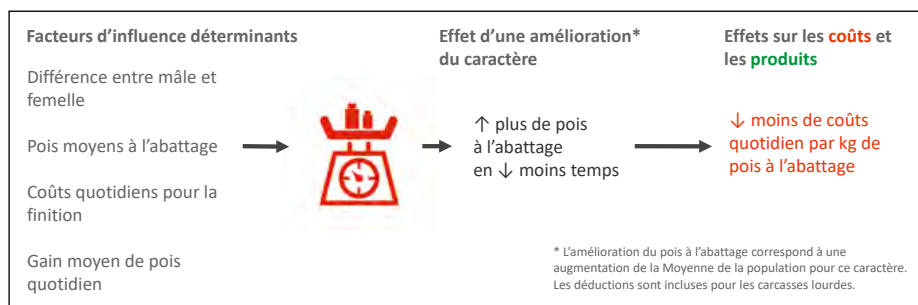 Facteurs d'influence déterminants
Différence entre mâle et
femelle
Pois moyens à l'abattage
Coûts quotidiens pour la
finition
Gain moyen de pois
quotidien
Effet d'une amélioration*
du caractère
↑ plus de pois
à l'abattage
en ↓ moins temps
Effets sur les coûts et
les produits
↓ moins de coûts
quotidien par kg de
pois à l'abattage
* L'amélioration du pois à l'abattage correspond à une
augmentation de la Moyenne de la population pour ce caractère.
Les déductions sont incluses pour les carcasses lourdes.